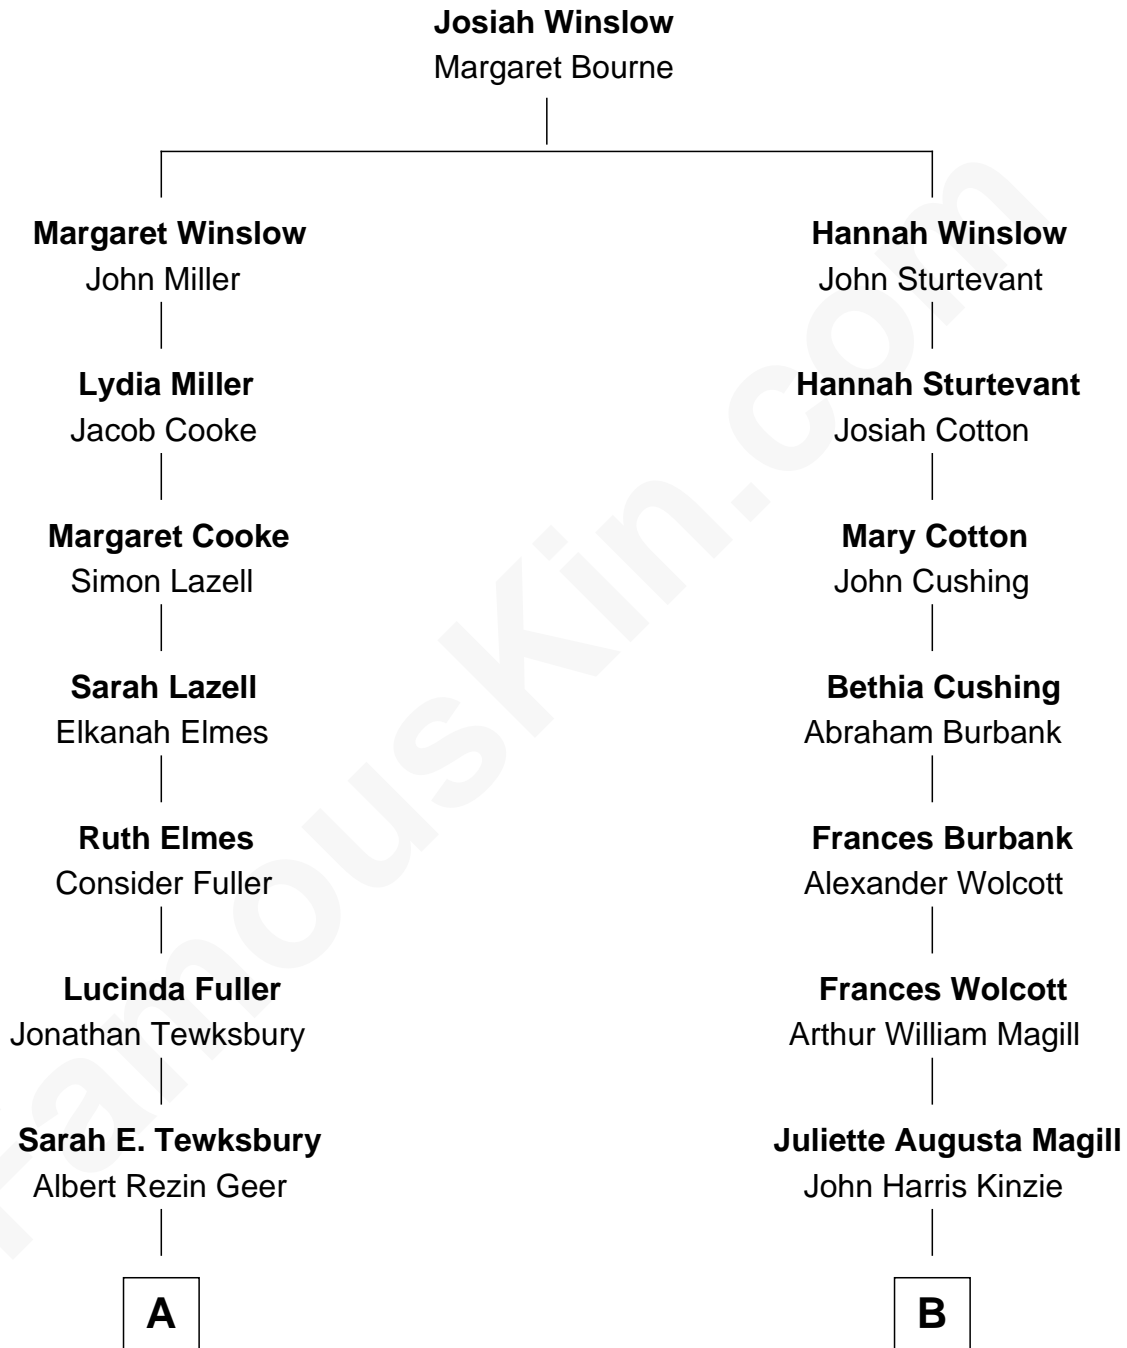 Josiah Winslow
Margaret Bourne
Margaret Winslow
John Miller
Hannah Winslow
John Sturtevant
Lydia Miller
Jacob Cooke
Hannah Sturtevant
Josiah Cotton
Margaret Cooke
Simon Lazell
Mary Cotton
John Cushing
Sarah Lazell
Elkanah Elmes
Bethia Cushing
Abraham Burbank
Ruth Elmes
Consider Fuller
Frances Burbank
Alexander Wolcott
Lucinda Fuller
Jonathan Tewksbury
Frances Wolcott
Arthur William Magill
Sarah E. Tewksbury
Albert Rezin Geer
Juliette Augusta Magill
John Harris Kinzie
A
B
FamousKin.com